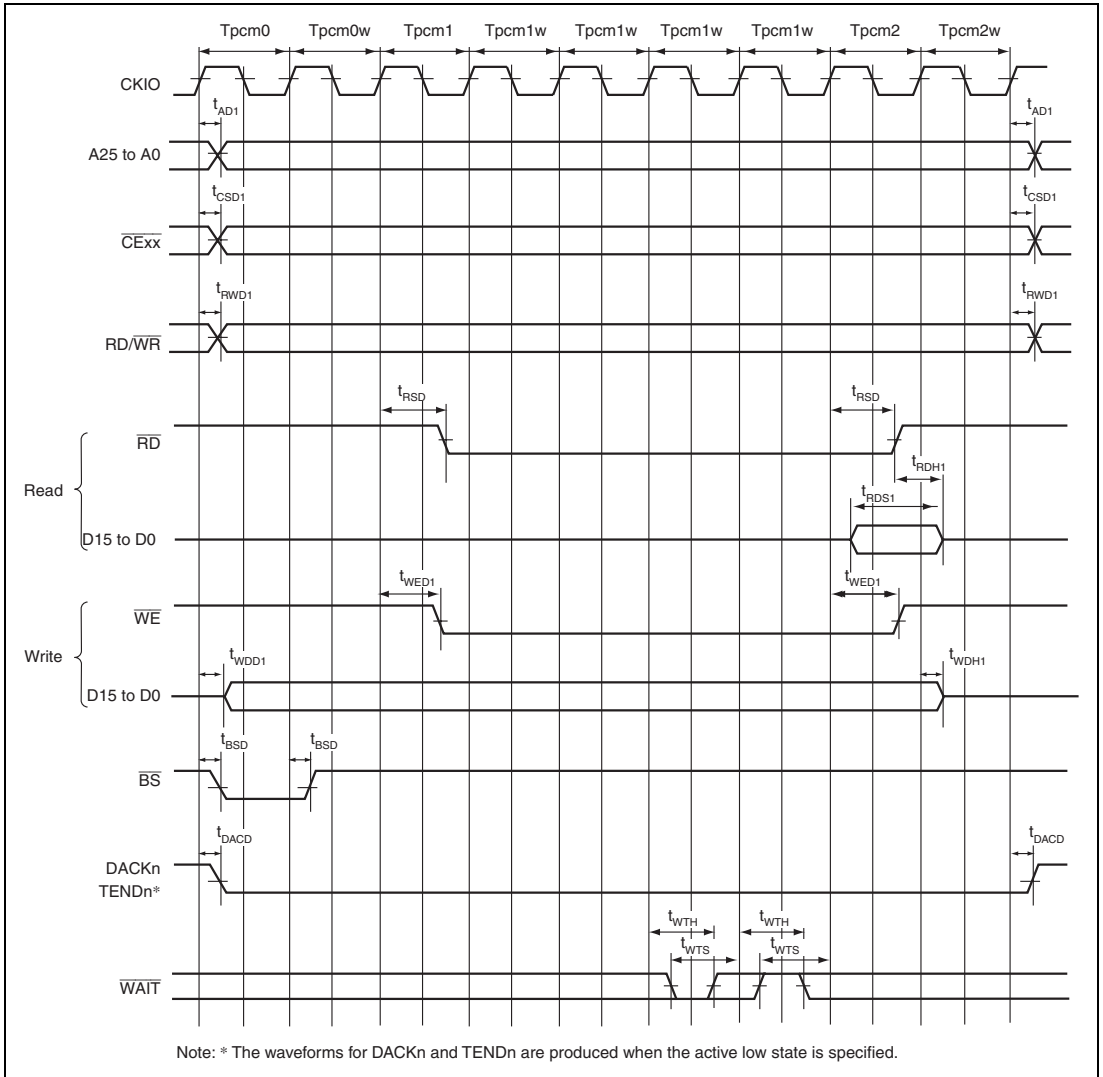 Tpcm0 Tpcm0w Tpcm1 Tpcm1w Tpcm1w Tpcm1w Tpcm1w Tpcm2 Tpcm2w
CKIO
tAD1 tAD1
A25 to A0
tCSD1 tCSD1
CExx
tRWD1 tRWD1
RD/WR
tRSD tRSD
RD
tRDH1
Read
tRDS1
D15 to D0
tWED1 tWED1
WE
Write
tWDD1 tWDH1
D15 to D0
tBSD tBSD
BS
tDACD tDACD
DACKn
TENDn*
tWTH tWTH
tWTS tWTS
WAIT
Note: * The waveforms for DACKn and TENDn are produced when the active low state is specified.